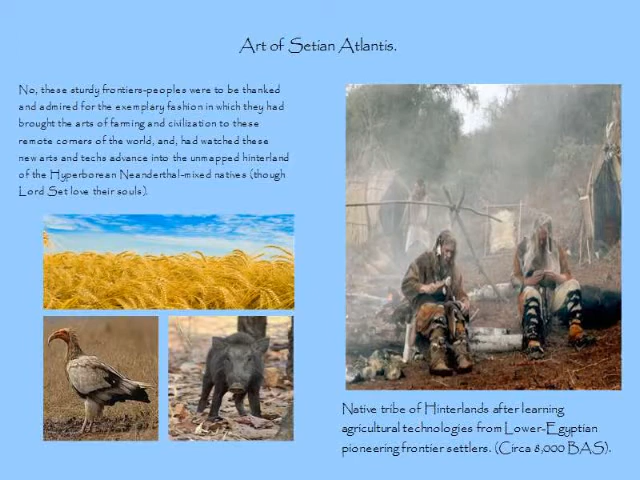 Art of Setian Atlantis.
No, these sturdy frontiers-peoples were to be thanked
and admired for the exemplary fashion in which they had
brought the arts of farming and civilization to these
remote corners of the world, and, had watched these
new arts and techs advance into the unmapped hinterland
of the Hyperborean Neanderthal-mixed natives (though
Lord Set love their souls).
Native tribe of Hinterlands after learning
agricultural technologies from Lower-Egyptian
pioneering frontier settlers. (Circa 8,000 BAS).